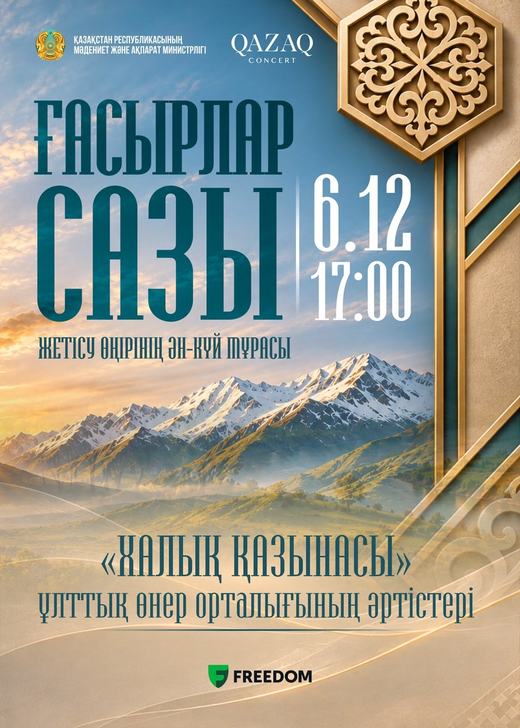 ҚАЗАҚСТАН РЕСПУБЛИКАСЫНЫҢ
МӘДЕНИЕТ ЖӘНЕ АҚПАРАТ МИНИСТРЛІГІ
QAZAQ
CONCERT
ҒАСЫРЛАР
САЗЫ
6.12
17:00
ЖЕТІСУ ӨҢІРІНІҢ ӘН-КҮЙ МҰРАСЫ
«ХАЛЫҚ ҚАЗЫНАСЫ»
ұлттық өнер орталығының әртістері
FREEDOM